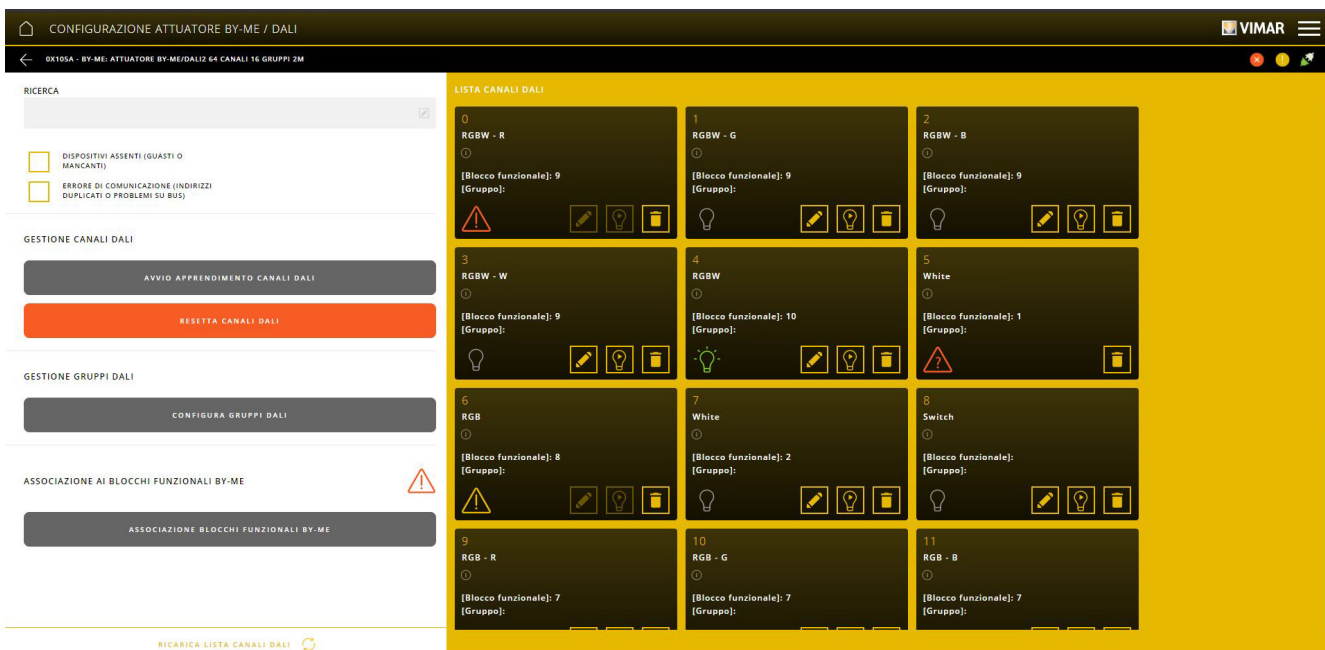 CONFIGURAZIONE ATTUATORE BY-ME / DALI
VIMAR
0X105A - BY-ME: ATTUATORE BY-ME/DALI2 64 CANALI 16 GRUPPI 2M
RICERCA
DISPOSITIVI ASSENTI (GUASTI O
MANCANTI)
ERRORE DI COMUNICAZIONE (INDIRIZZI
DUPLICATI O PROBLEMI SU BUS)
GESTIONE CANALI DALI
AVVIO APPRENDIMENTO CANALI DALI
RESETTA CANALI DALI
GESTIONE GRUPPI DALI
CONFIGURA GRUPPI DALI
ASSOCIAZIONE AI BLOCCHI FUNZIONALI BY-ME
ASSOCIAZIONE BLOCCHI FUNZIONALI BY-ME
RICARICA LISTA CANALI DALI
LISTA CANALI DALI
0
RGBW - R
[Blocco funzionale]: 9
[Gruppo]:
1
RGBW - G
[Blocco funzionale]: 9
[Gruppo]:
2
RGBW - B
[Blocco funzionale]: 9
[Gruppo]:
3
RGBW - W
[Blocco funzionale]: 9
[Gruppo]:
4
RGBW
[Blocco funzionale]: 10
[Gruppo]:
5
White
[Blocco funzionale]: 1
[Gruppo]:
6
RGB
[Blocco funzionale]: 8
[Gruppo]:
7
White
[Blocco funzionale]: 2
[Gruppo]:
8
Switch
[Blocco funzionale]:
[Gruppo]:
9
RGB - R
[Blocco funzionale]: 7
[Gruppo]:
10
RGB - G
[Blocco funzionale]: 7
[Gruppo]:
11
RGB - B
[Blocco funzionale]: 7
[Gruppo]: